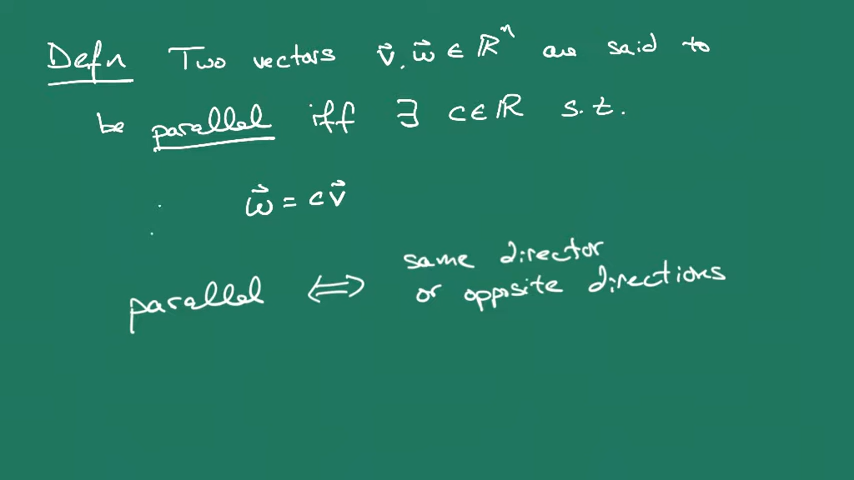 Defn Two vectors v⃗, w⃗ ∈ ℝⁿ are said to
be parallel iff ∃ c∈ℝ s.t.
w⃗ = cv⃗
parallel ⟺ same director
or opposite directions